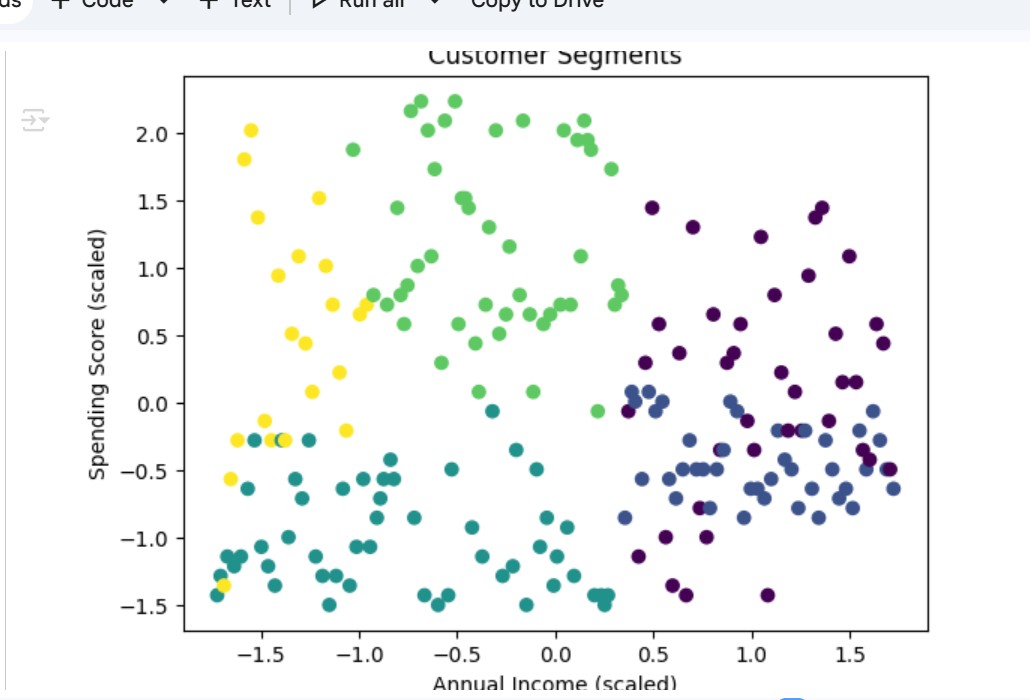 ds + Code + Text Run all Copy to Drive
Customer Segments
2.0
1.5
1.0
0.5
0.0
−0.5
−1.0
−1.5
Spending Score (scaled)
−1.5 −1.0 −0.5 0.0 0.5 1.0 1.5
Annual Income (scaled)